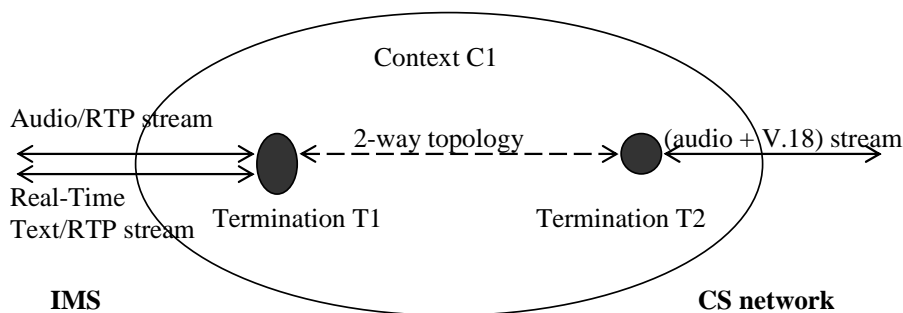 Context C1
Audio/RTP stream
2-way topology
(audio + V.18) stream
Real-Time
Text/RTP stream
Termination T1
Termination T2
IMS
CS network